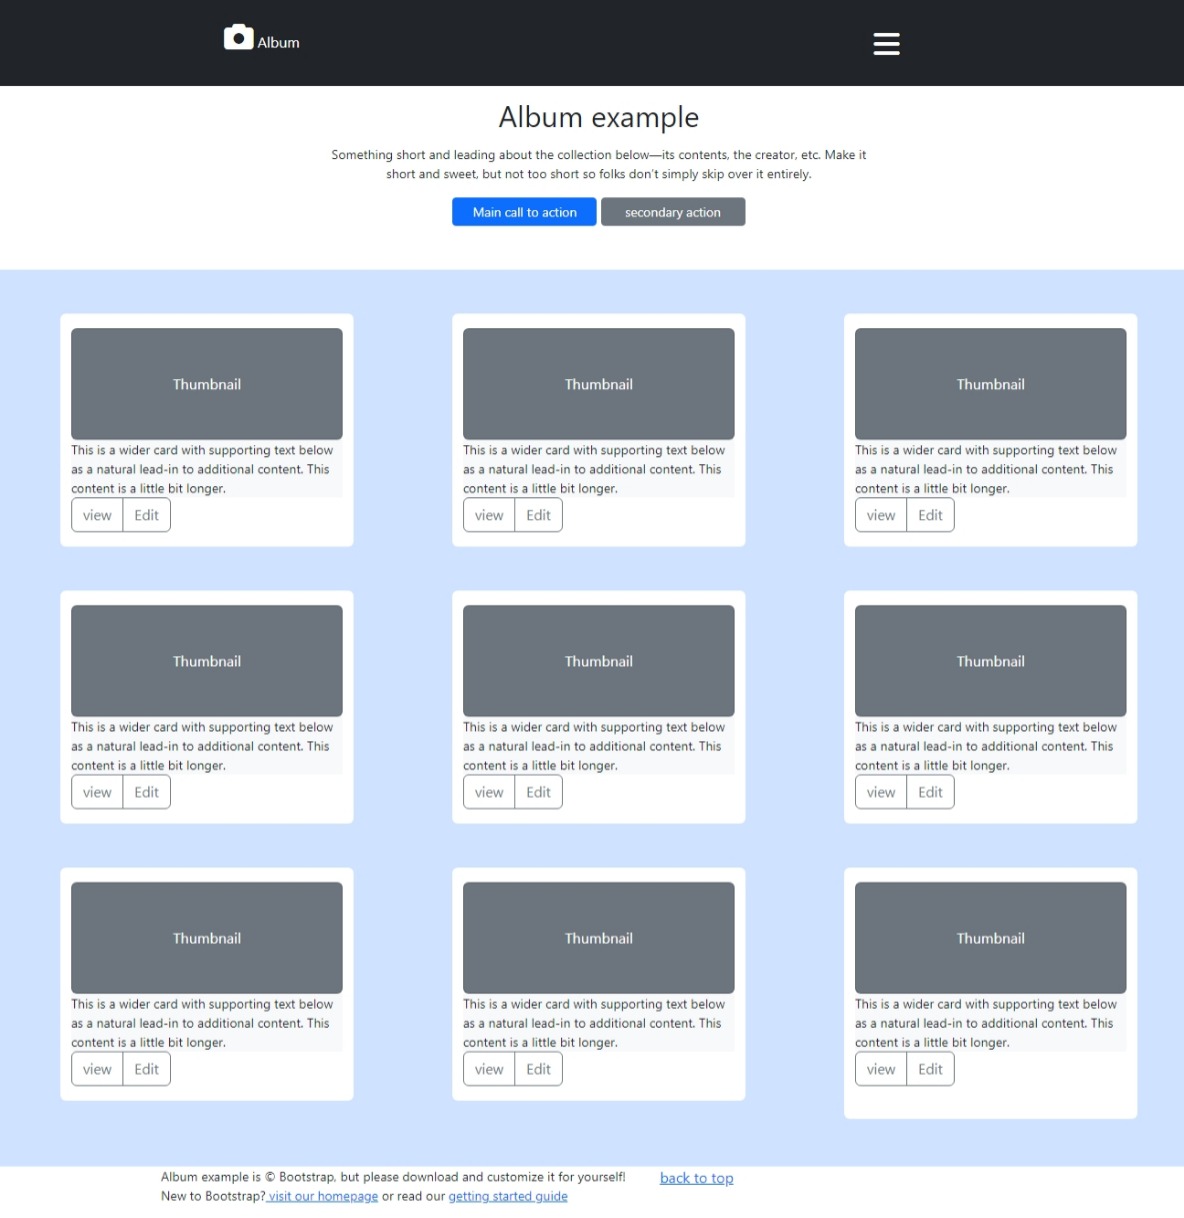 Album
Album example
Something short and leading about the collection below—its contents, the creator, etc. Make it
short and sweet, but not too short so folks don't simply skip over it entirely.
Main call to action secondary action
Thumbnail
This is a wider card with supporting text below
as a natural lead-in to additional content. This
content is a little bit longer.
view Edit
Thumbnail
This is a wider card with supporting text below
as a natural lead-in to additional content. This
content is a little bit longer.
view Edit
Thumbnail
This is a wider card with supporting text below
as a natural lead-in to additional content. This
content is a little bit longer.
view Edit
Thumbnail
This is a wider card with supporting text below
as a natural lead-in to additional content. This
content is a little bit longer.
view Edit
Thumbnail
This is a wider card with supporting text below
as a natural lead-in to additional content. This
content is a little bit longer.
view Edit
Thumbnail
This is a wider card with supporting text below
as a natural lead-in to additional content. This
content is a little bit longer.
view Edit
Thumbnail
This is a wider card with supporting text below
as a natural lead-in to additional content. This
content is a little bit longer.
view Edit
Thumbnail
This is a wider card with supporting text below
as a natural lead-in to additional content. This
content is a little bit longer.
view Edit
Thumbnail
This is a wider card with supporting text below
as a natural lead-in to additional content. This
content is a little bit longer.
view Edit
Album example is © Bootstrap, but please download and customize it for yourself!
New to Bootstrap? visit our homepage or read our getting started guide
back to top